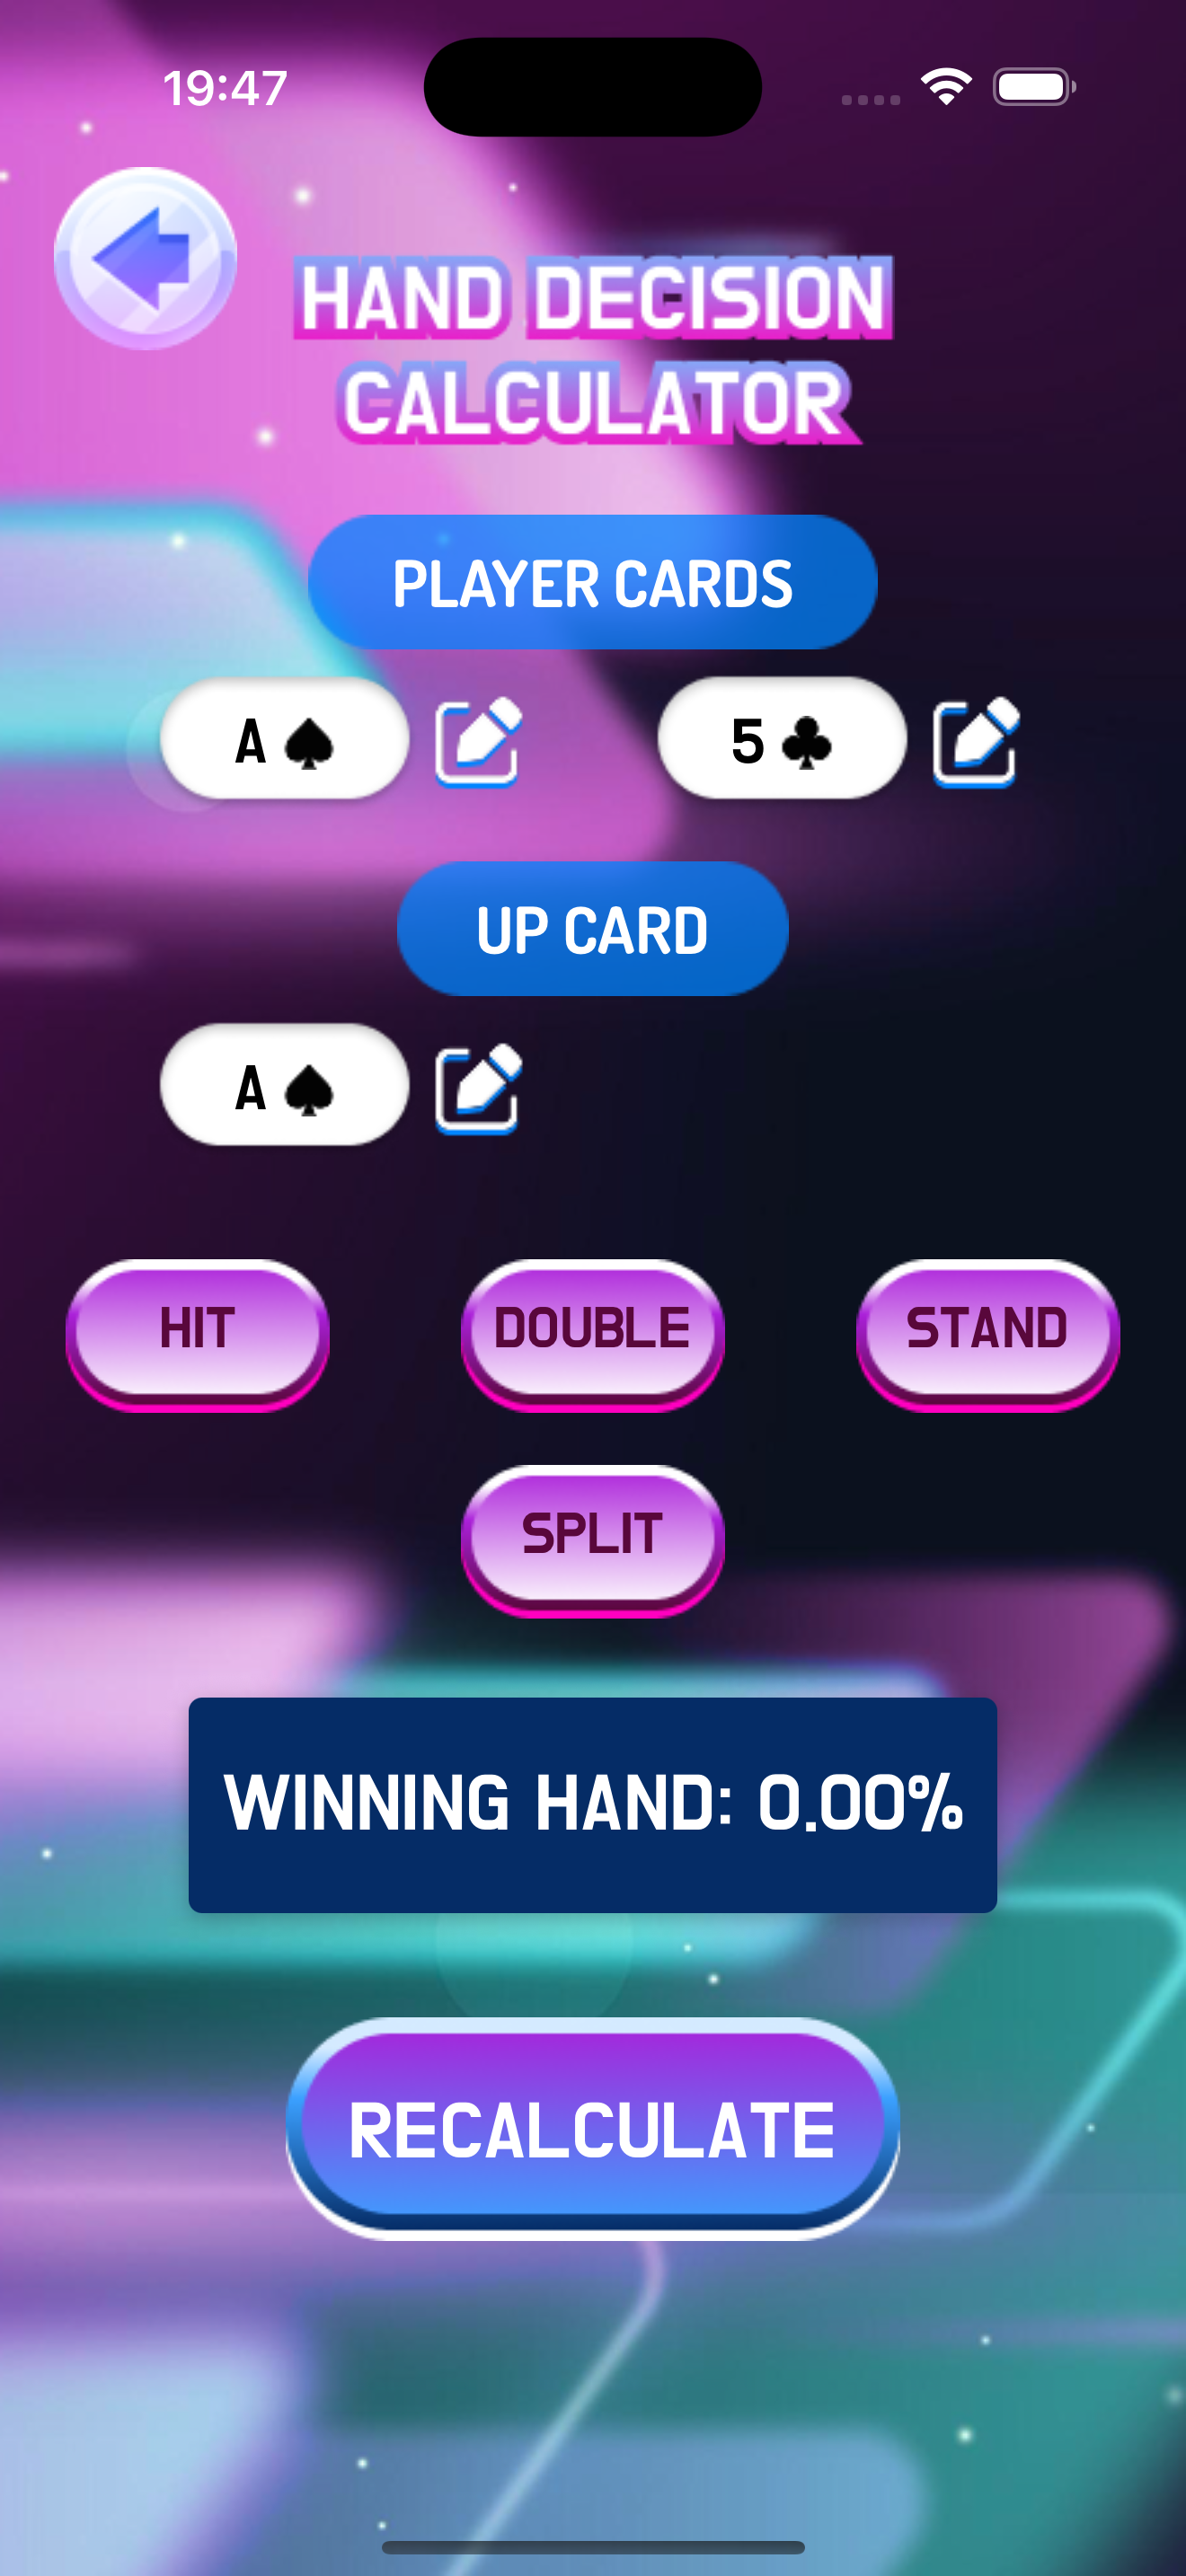 19:47
HAND DECISION
CALCULATOR
PLAYER CARDS
A ♠
5 ♣
UP CARD
A ♠
HIT
DOUBLE
STAND
SPLIT
WINNING HAND: 0.00%
RECALCULATE